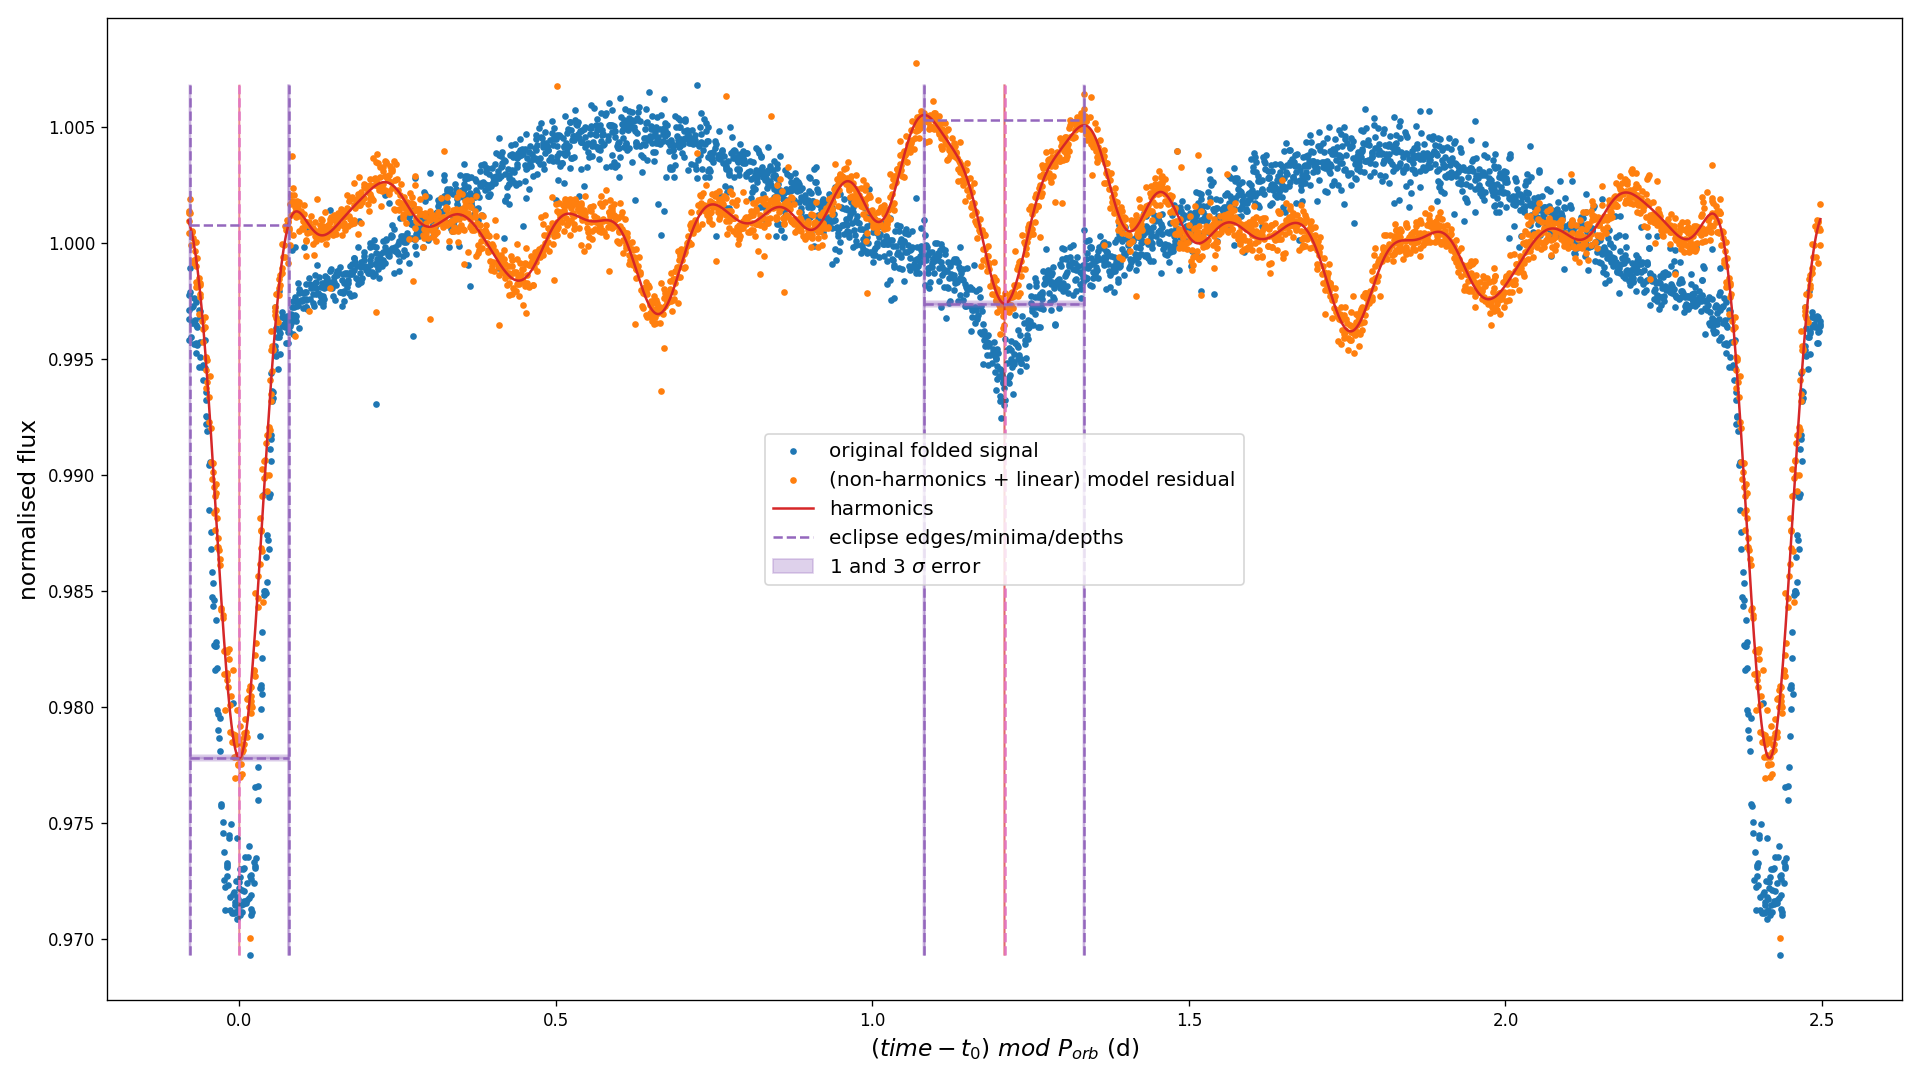 1.005
1.000
0.995
0.990
0.985
0.980
0.975
0.970
normalised flux
original folded signal
(non-harmonics + linear) model residual
harmonics
eclipse edges/minima/depths
1 and 3 σ error
0.0 0.5 1.0 1.5 2.0 2.5
(time − t₀) mod Pₒᵣ₆ (d)